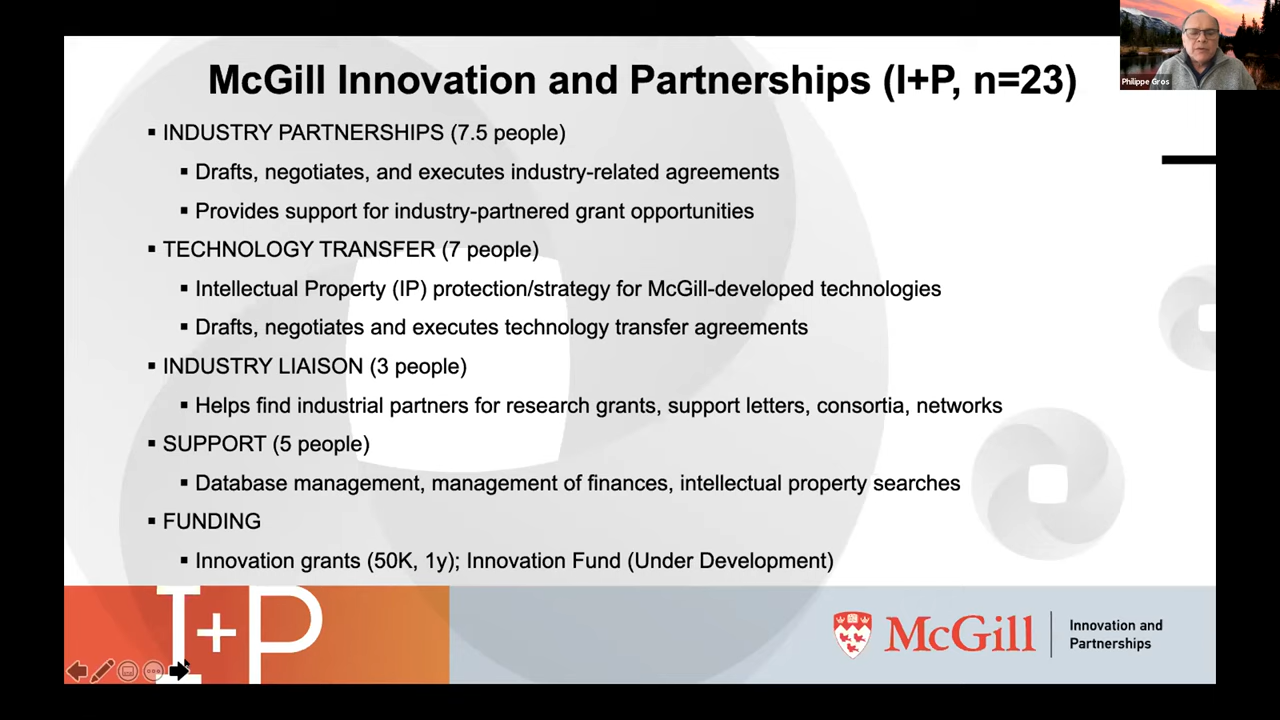 McGill Innovation and Partnerships (I+P, n=23)
Philippe Gros
▪ INDUSTRY PARTNERSHIPS (7.5 people)
▪ Drafts, negotiates, and executes industry-related agreements
▪ Provides support for industry-partnered grant opportunities
▪ TECHNOLOGY TRANSFER (7 people)
▪ Intellectual Property (IP) protection/strategy for McGill-developed technologies
▪ Drafts, negotiates and executes technology transfer agreements
▪ INDUSTRY LIAISON (3 people)
▪ Helps find industrial partners for research grants, support letters, consortia, networks
▪ SUPPORT (5 people)
▪ Database management, management of finances, intellectual property searches
▪ FUNDING
▪ Innovation grants (50K, 1y); Innovation Fund (Under Development)
I+P
McGill
Innovation and
Partnerships